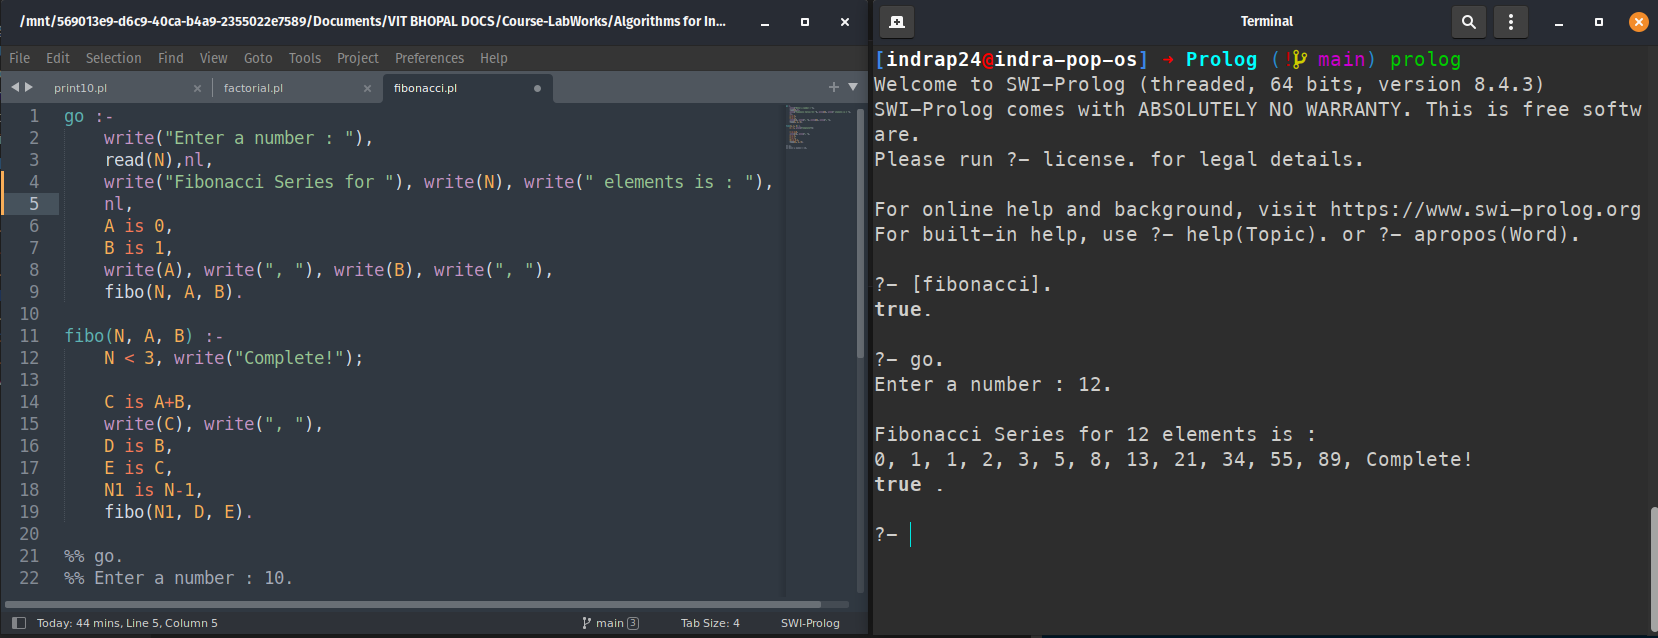 /mnt/569013e9-d6c9-40ca-b4a9-2355022e7589/Documents/VIT BHOPAL DOCS/Course-LabWorks/Algorithms for In...
File Edit Selection Find View Goto Tools Project Preferences Help
print10.pl factorial.pl fibonacci.pl
1 go :-
2     write("Enter a number : "),
3     read(N),nl,
4     write("Fibonacci Series for "), write(N), write(" elements is : "),
5     nl,
6     A is 0,
7     B is 1,
8     write(A), write(", "), write(B), write(", "),
9     fibo(N, A, B).
10
11 fibo(N, A, B) :-
12     N < 3, write("Complete!");
13
14     C is A+B,
15     write(C), write(", "),
16     D is B,
17     E is C,
18     N1 is N-1,
19     fibo(N1, D, E).
20
21 %% go.
22 %% Enter a number : 10.
Today: 44 mins, Line 5, Column 5 main 3 Tab Size: 4 SWI-Prolog
Terminal
[indrap24@indra-pop-os] → Prolog (! main) prolog
Welcome to SWI-Prolog (threaded, 64 bits, version 8.4.3)
SWI-Prolog comes with ABSOLUTELY NO WARRANTY. This is free softw
are.
Please run ?- license. for legal details.
For online help and background, visit https://www.swi-prolog.org
For built-in help, use ?- help(Topic). or ?- apropos(Word).
?- [fibonacci].
true.
?- go.
Enter a number : 12.
Fibonacci Series for 12 elements is :
0, 1, 1, 2, 3, 5, 8, 13, 21, 34, 55, 89, Complete!
true .
?-